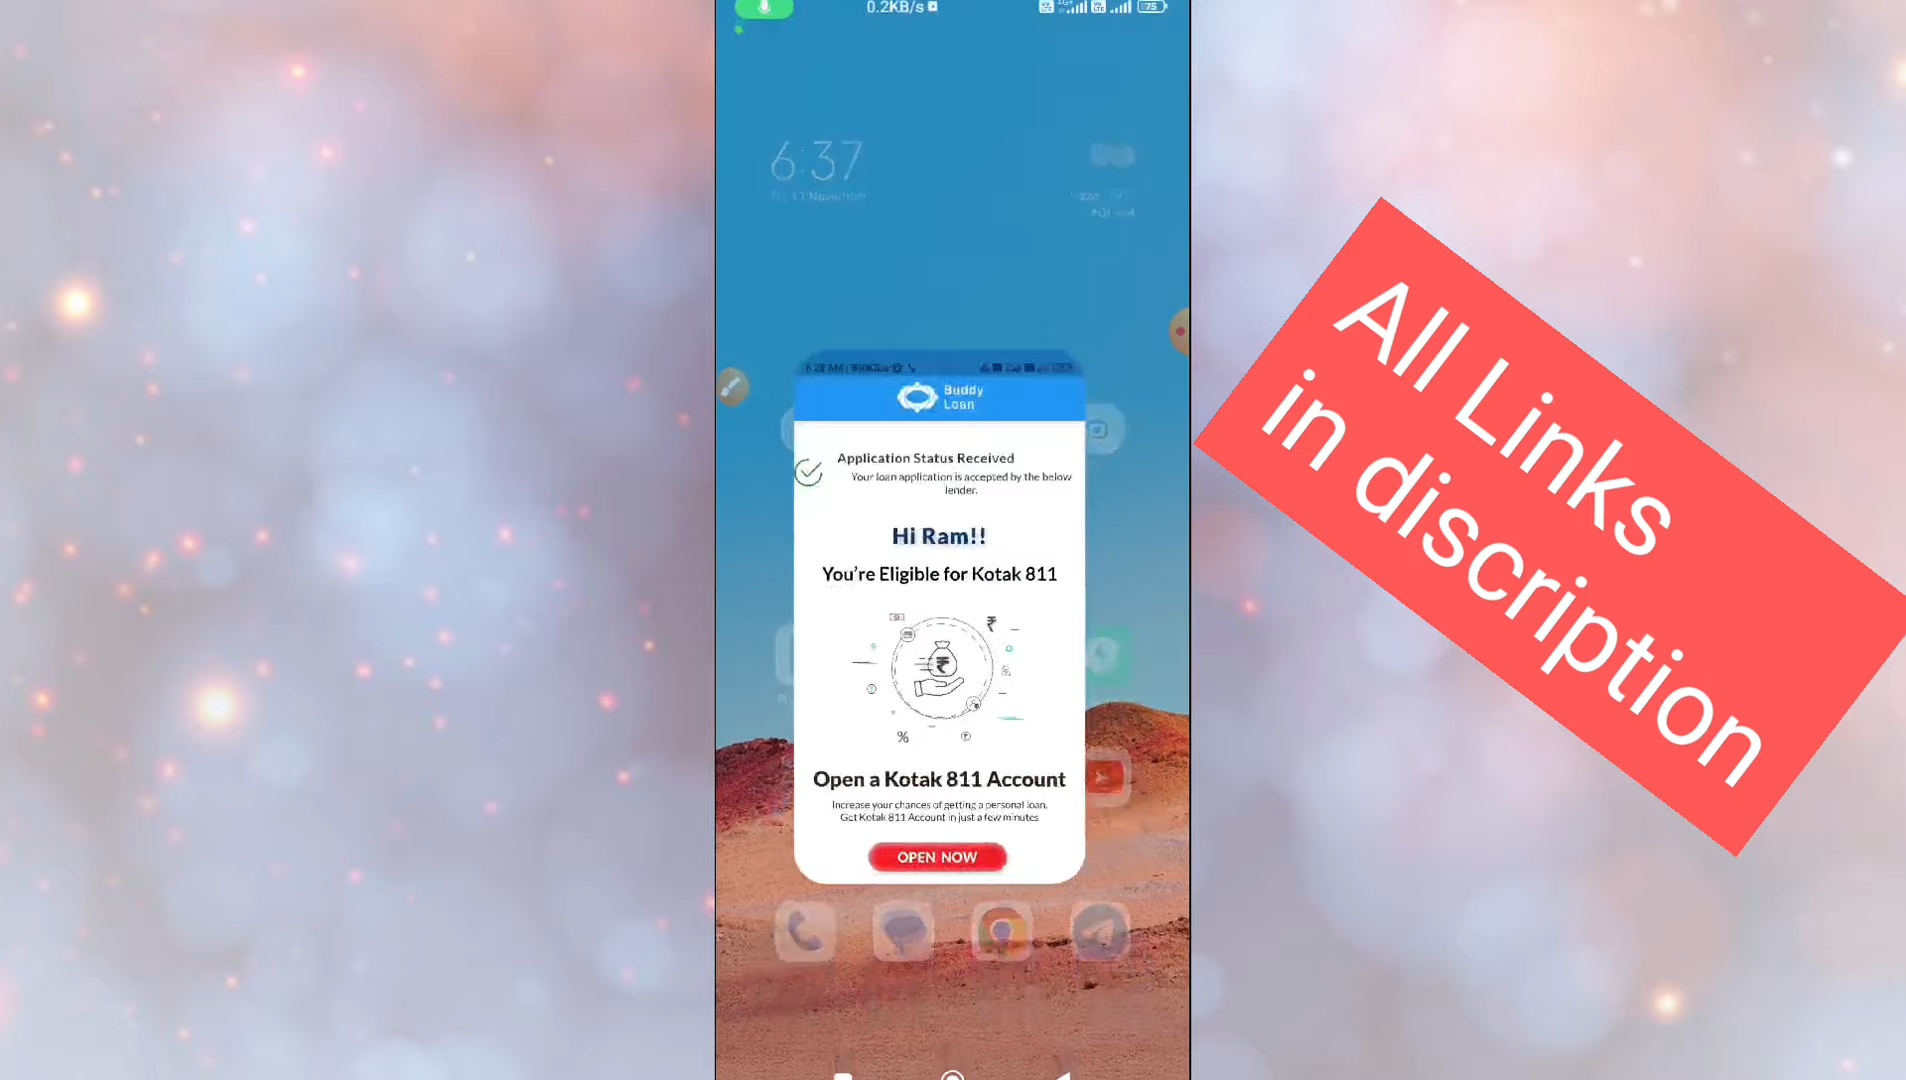 0.2KB/s
75
6:37
Buddy
Loan
Application Status Received
Your loan application is accepted by the below
lender.
Hi Ram!!
You're Eligible for Kotak 811
₹
₹
%
Open a Kotak 811 Account
Increase your chances of getting a personal loan.
Get Kotak 811 Account in just a few minutes
OPEN NOW
All Links
in discription